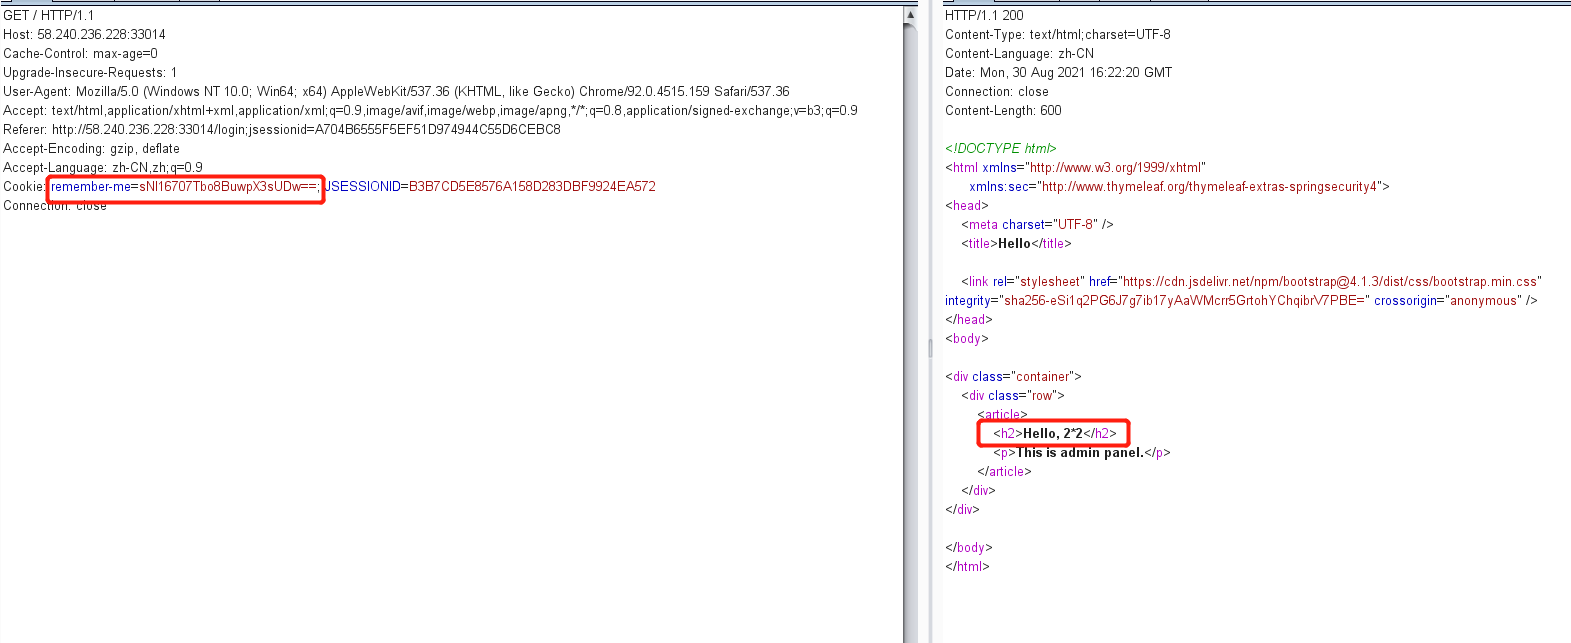 GET / HTTP/1.1
Host: 58.240.236.228:33014
Cache-Control: max-age=0
Upgrade-Insecure-Requests: 1
User-Agent: Mozilla/5.0 (Windows NT 10.0; Win64; x64) AppleWebKit/537.36 (KHTML, like Gecko) Chrome/92.0.4515.159 Safari/537.36
Accept: text/html,application/xhtml+xml,application/xml;q=0.9,image/avif,image/webp,image/apng,*/*;q=0.8,application/signed-exchange;v=b3;q=0.9
Referer: http://58.240.236.228:33014/login;jsessionid=A704B6555F5EF51D974944C55D6CEBC8
Accept-Encoding: gzip, deflate
Accept-Language: zh-CN,zh;q=0.9
Cookie: remember-me=sNI16707Tbo8BuwpX3sUDw==; JSESSIONID=B3B7CD5E8576A158D283DBF9924EA572
Connection: close
HTTP/1.1 200
Content-Type: text/html;charset=UTF-8
Content-Language: zh-CN
Date: Mon, 30 Aug 2021 16:22:20 GMT
Connection: close
Content-Length: 600
<!DOCTYPE html>
<html xmlns="http://www.w3.org/1999/xhtml"
xmlns:sec="http://www.thymeleaf.org/thymeleaf-extras-springsecurity4">
<head>
<meta charset="UTF-8" />
<title>Hello</title>
<link rel="stylesheet" href="https://cdn.jsdelivr.net/npm/bootstrap@4.1.3/dist/css/bootstrap.min.css"
integrity="sha256-eSi1q2PG6J7g7ib17yAaWMcrr5GrtohYChqibrV7PBE=" crossorigin="anonymous" />
</head>
<body>
<div class="container">
<div class="row">
<article>
<h2>Hello, 2*2</h2>
<p>This is admin panel.</p>
</article>
</div>
</div>
</body>
</html>